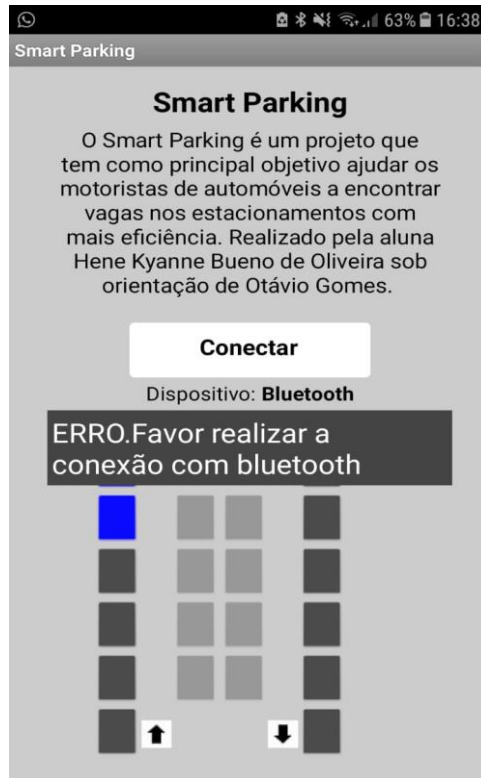 63% 16:38
Smart Parking
Smart Parking
O Smart Parking é um projeto que
tem como principal objetivo ajudar os
motoristas de automóveis a encontrar
vagas nos estacionamentos com
mais eficiência. Realizado pela aluna
Hene Kyanne Bueno de Oliveira sob
orientação de Otávio Gomes.
Conectar
Dispositivo: Bluetooth
ERRO.Favor realizar a
conexão com bluetooth